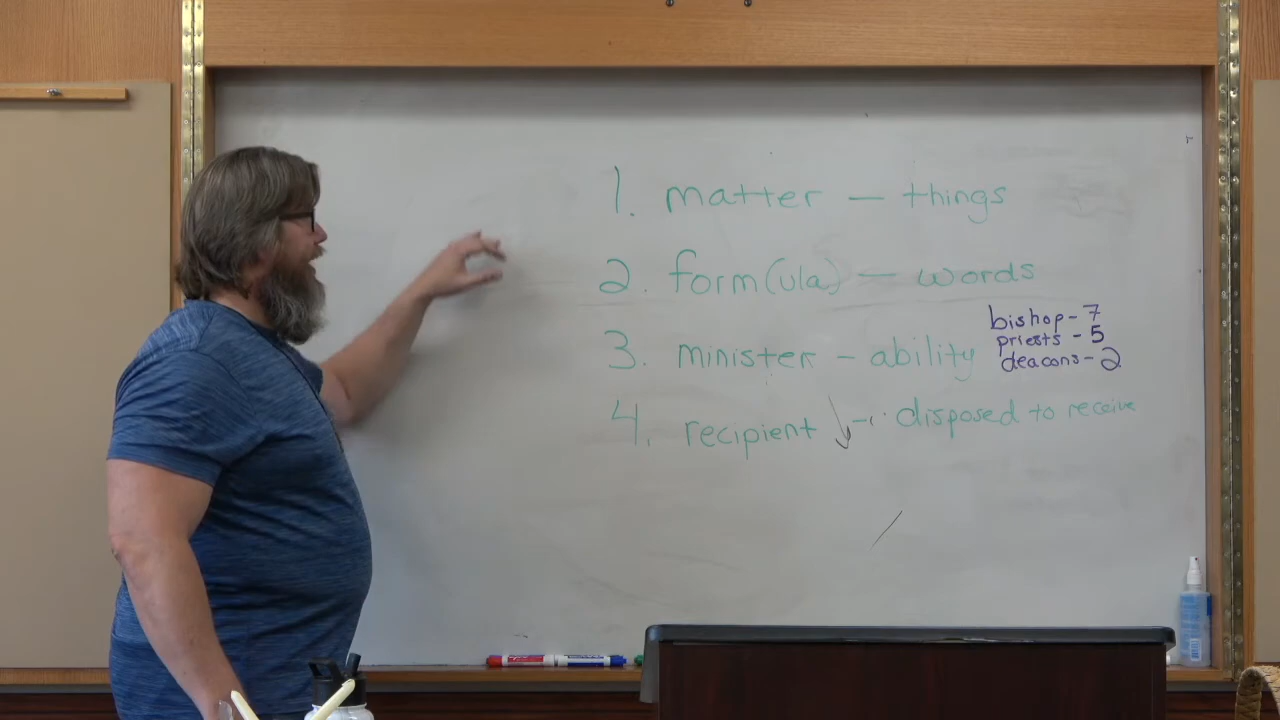 1. matter — things
2. form(ula) — words
3. minister - ability
bishop - 7
priests - 5
deacons - 2
4. recipient - disposed to receive